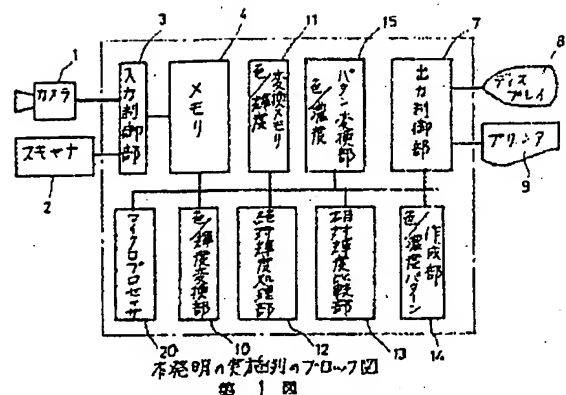 3
4
11
15
7
8
1
カメラ
入力制御部
メモリ
色/輝度
変換メモリ
パタン変換部
色/濃度
出力制御部
ディス
プレイ
プリンタ
9
スキャナ
2
マイクロプロセッサ
色/輝度変換部
絶対輝度処理部
相対輝度比較部
作成部
色/濃度パターン
20
10
12
13
14
本発明の実施例のブロック図
第 1 図